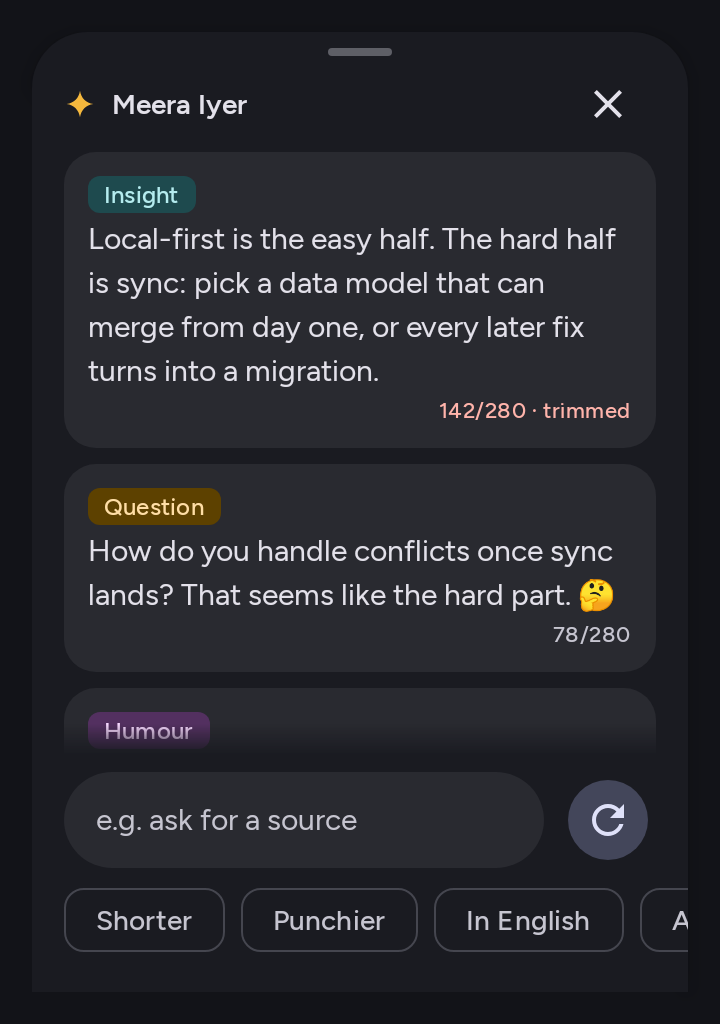 Meera Iyer
Insight
Local-first is the easy half. The hard half
is sync: pick a data model that can
merge from day one, or every later fix
turns into a migration.
142/280 · trimmed
Question
How do you handle conflicts once sync
lands? That seems like the hard part. 🤔
78/280
Humour
e.g. ask for a source
Shorter
Punchier
In English